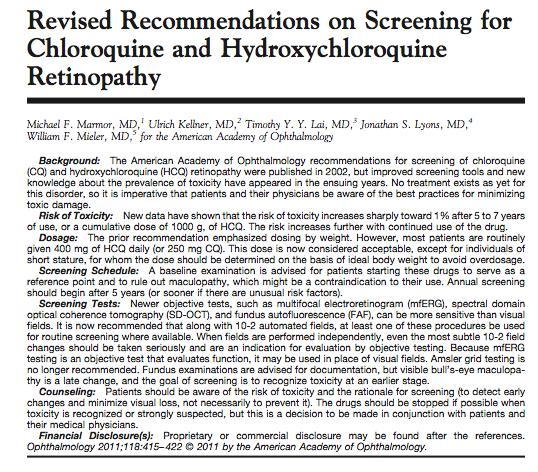 Revised Recommendations on Screening for
Chloroquine and Hydroxychloroquine
Retinopathy
Michael F. Marmor, MD,1 Ulrich Kellner, MD,2 Timothy Y. Y. Lai, MD,3 Jonathan S. Lyons, MD,4
William F. Mieler, MD,5 for the American Academy of Ophthalmology
Background: The American Academy of Ophthalmology recommendations for screening of chloroquine
(CQ) and hydroxychloroquine (HCQ) retinopathy were published in 2002, but improved screening tools and new
knowledge about the prevalence of toxicity have appeared in the ensuing years. No treatment exists as yet for
this disorder, so it is imperative that patients and their physicians be aware of the best practices for minimizing
toxic damage.
Risk of Toxicity: New data have shown that the risk of toxicity increases sharply toward 1% after 5 to 7 years
of use, or a cumulative dose of 1000 g, of HCQ. The risk increases further with continued use of the drug.
Dosage: The prior recommendation emphasized dosing by weight. However, most patients are routinely
given 400 mg of HCQ daily (or 250 mg CQ). This dose is now considered acceptable, except for individuals of
short stature, for whom the dose should be determined on the basis of ideal body weight to avoid overdosage.
Screening Schedule: A baseline examination is advised for patients starting these drugs to serve as a
reference point and to rule out maculopathy, which might be a contraindication to their use. Annual screening
should begin after 5 years (or sooner if there are unusual risk factors).
Screening Tests: Newer objective tests, such as multifocal electroretinogram (mfERG), spectral domain
optical coherence tomography (SD-OCT), and fundus autofluorescence (FAF), can be more sensitive than visual
fields. It is now recommended that along with 10-2 automated fields, at least one of these procedures be used
for routine screening where available. When fields are performed independently, even the most subtle 10-2 field
changes should be taken seriously and are an indication for evaluation by objective testing. Because mfERG
testing is an objective test that evaluates function, it may be used in place of visual fields. Amsler grid testing is
no longer recommended. Fundus examinations are advised for documentation, but visible bull's-eye maculopa-
thy is a late change, and the goal of screening is to recognize toxicity at an earlier stage.
Counseling: Patients should be aware of the risk of toxicity and the rationale for screening (to detect early
changes and minimize visual loss, not necessarily to prevent it). The drugs should be stopped if possible when
toxicity is recognized or strongly suspected, but this is a decision to be made in conjunction with patients and
their medical physicians.
Financial Disclosure(s): Proprietary or commercial disclosure may be found after the references.
Ophthalmology 2011;118:415–422 © 2011 by the American Academy of Ophthalmology.